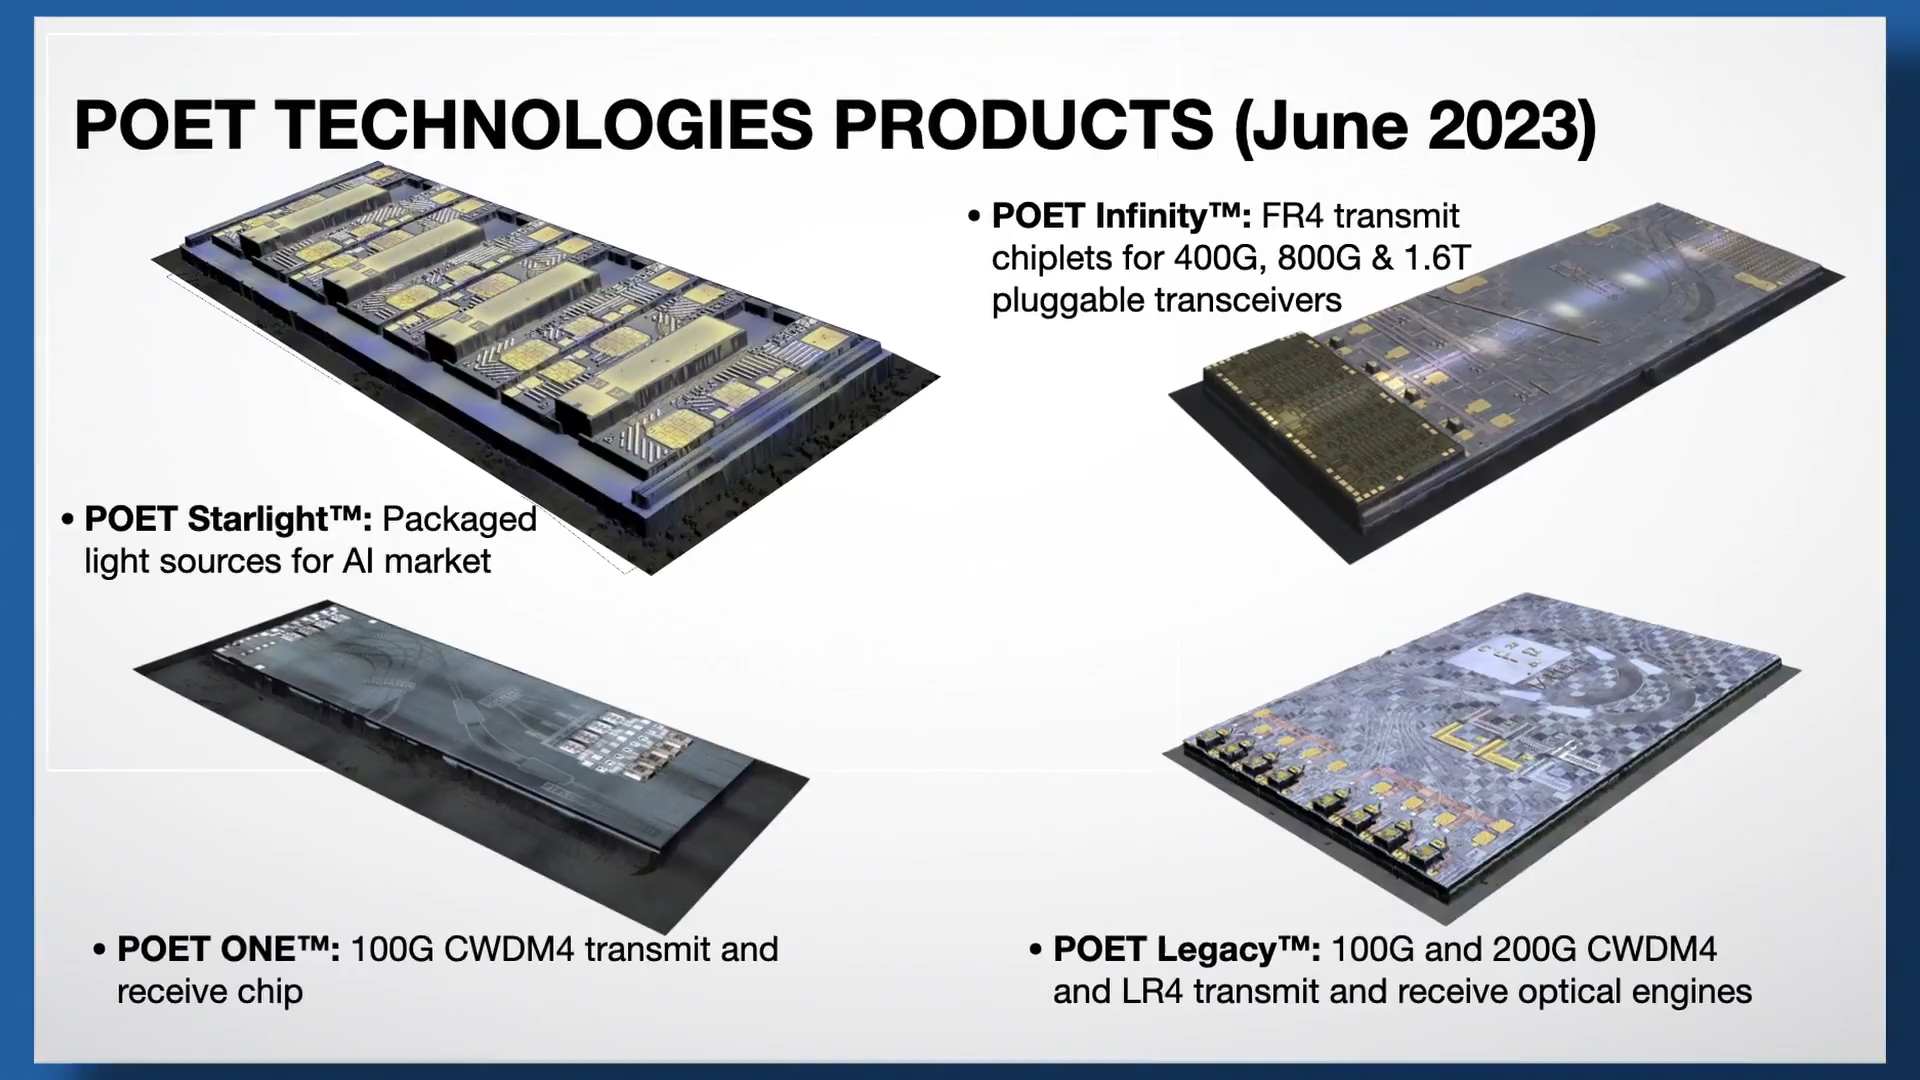 POET TECHNOLOGIES PRODUCTS (June 2023)
• POET Infinity™: FR4 transmit
chiplets for 400G, 800G & 1.6T
pluggable transceivers
• POET Starlight™: Packaged
light sources for AI market
• POET ONE™: 100G CWDM4 transmit and
receive chip
• POET Legacy™: 100G and 200G CWDM4
and LR4 transmit and receive optical engines